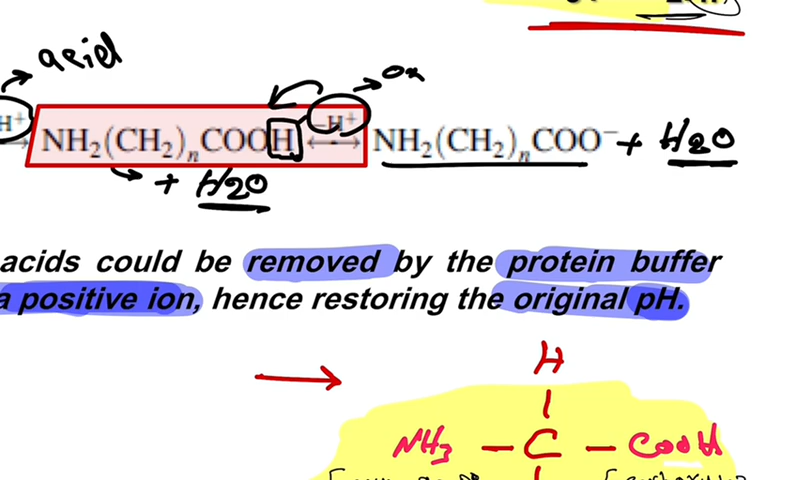 acid
H⁺ NH₂(CH₂)ₙCOOH −H⁺ NH₂(CH₂)ₙCOO⁻ + H2O
+ H2O
acids could be removed by the protein buffer
a positive ion, hence restoring the original pH.
H
NH3 – C – COOH